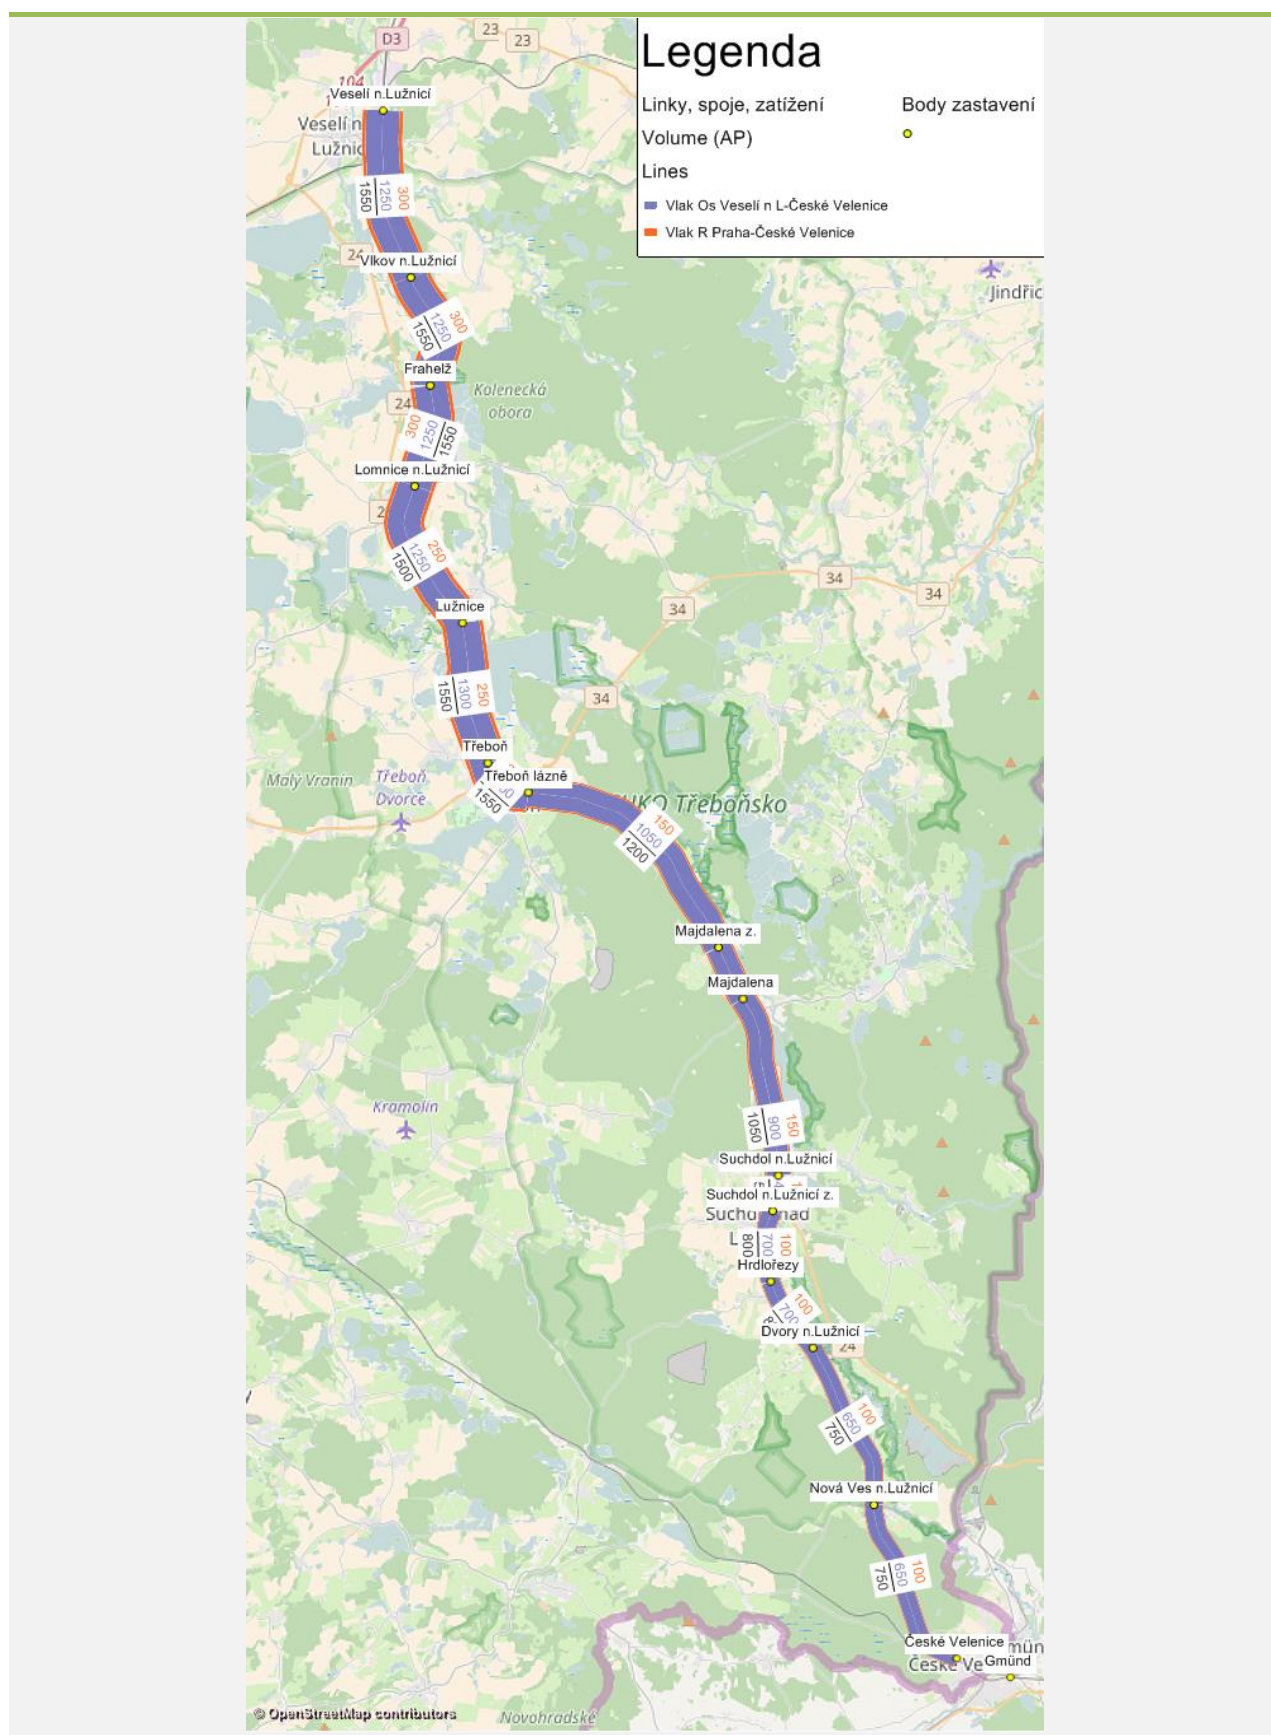 Legenda
Linky, spoje, zatížení
Body zastavení
Volume (AP)
Lines
Vlak Os Veselí n L-České Velenice
Vlak R Praha-České Velenice
D3
23
23
104
Veselí n.Lužnicí
Veselí n
Lužnic
300
1250
1550
24
Vlkov n.Lužnicí
Jindřic
300
1250
1550
Frahelž
Kolenecká
obora
24
300
1250
1550
Lomnice n.Lužnicí
2
250
1250
1500
34
34
34
Lužnice
250
1300
1550
34
Třeboň
Třeboň lázně
1550
Malý Vranín
Třeboň
Dvorce
Třeboňsko
150
1050
1200
Majdalena z.
Majdalena
Kramolín
150
900
1050
Suchdol n.Lužnicí
Suchdol n.Lužnicí z.
100
700
800
Hrdlořezy
100
700
Dvory n.Lužnicí
24
100
650
750
Nová Ves n.Lužnicí
100
650
750
České Velenice
České Ve
Gmünd
Novohradské
© OpenStreetMap contributors